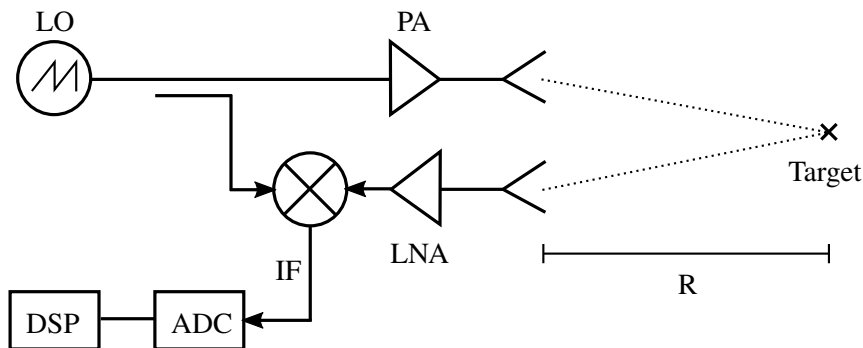 LO
PA
Target
LNA
IF
R
DSP
ADC